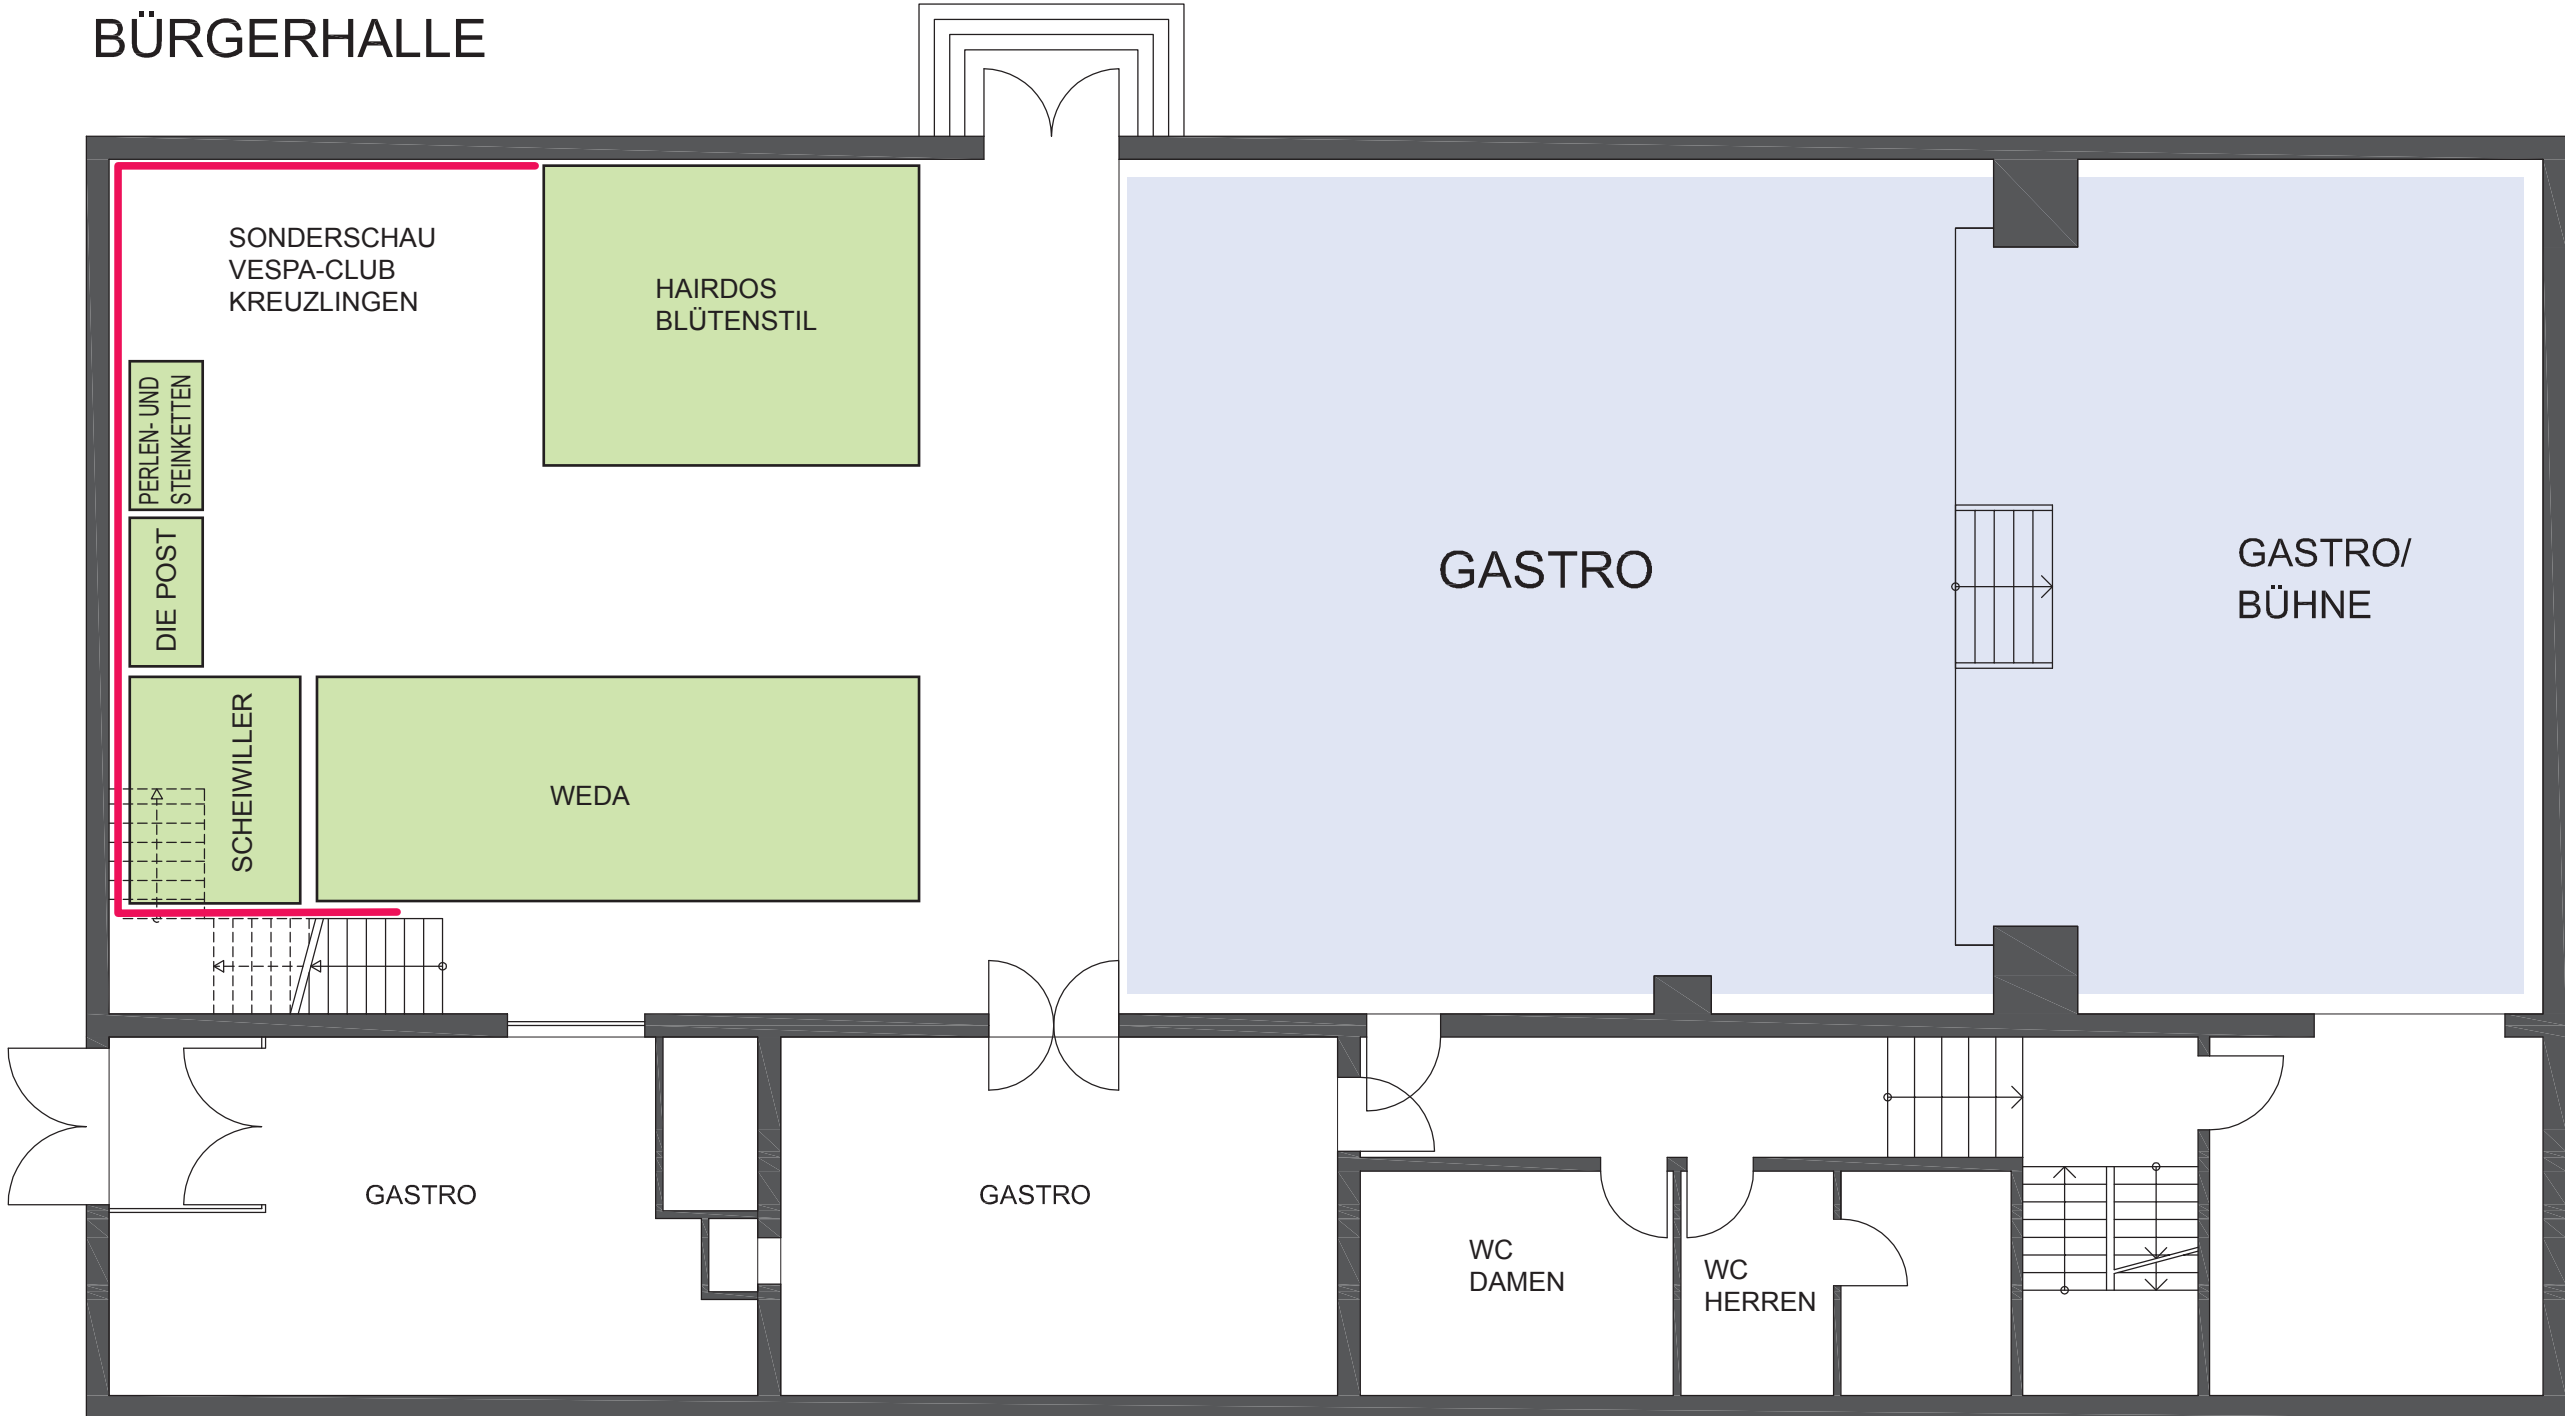 BÜRGERHALLE
SONDERSCHAU
VESPA-CLUB
KREUZLINGEN
HAIRDOS
BLÜTENSTIL
PERLEN- UND
STEINKETTEN
DIE POST
SCHEIWILLER
WEDA
GASTRO
GASTRO/
BÜHNE
GASTRO
GASTRO
WC
DAMEN
WC
HERREN